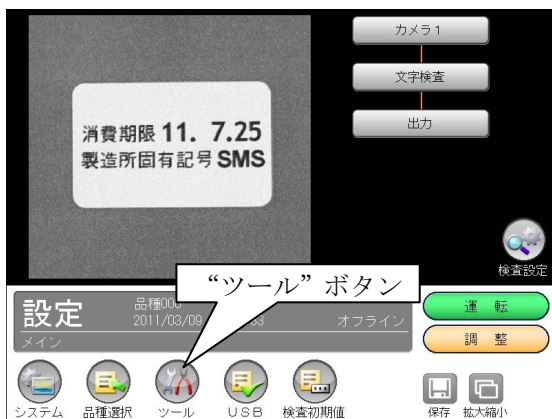 カメラ1
文字検査
出力
消費期限 11. 7.25
製造所固有記号 SMS
検査設定
“ツール” ボタン
設定
品種000
2011/03/09
33
オフライン
メイン
運 転
調 整
システム
品種選択
ツール
USB
検査初期値
保存
拡大縮小